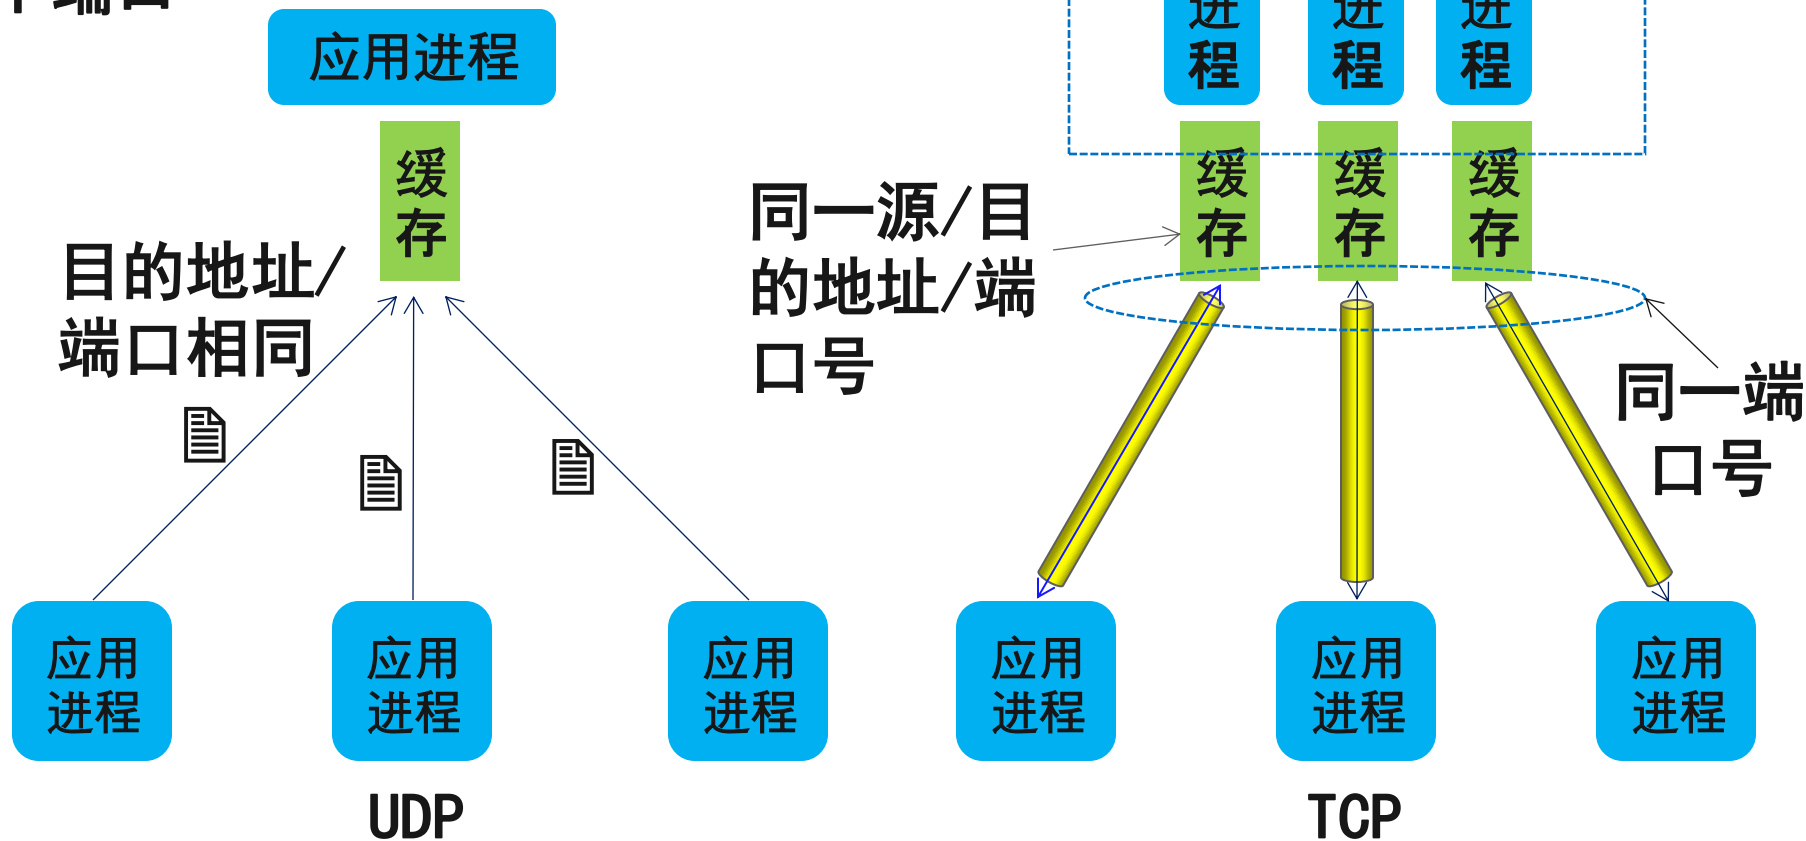 端口
应用进程
缓
存
目的地址/
端口相同
应用
进程
应用
进程
应用
进程
UDP
进
程
进
程
进
程
缓
存
缓
存
缓
存
同一源/目
的地址/端
口号
同一端
口号
应用
进程
应用
进程
应用
进程
TCP